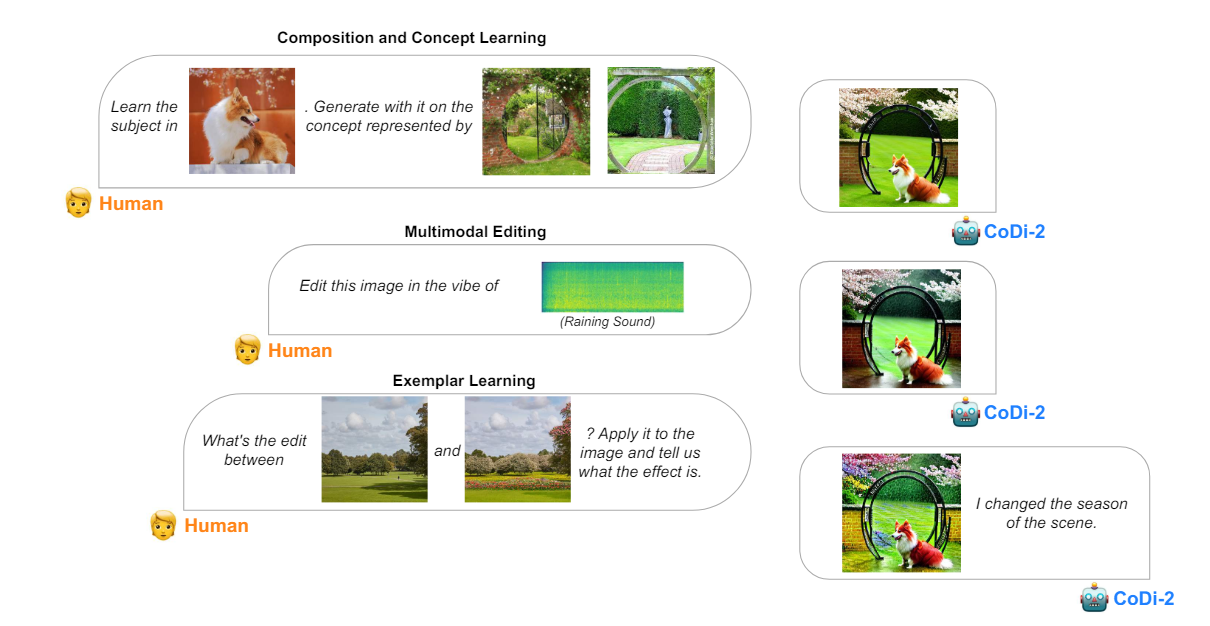 Composition and Concept Learning
Learn the
subject in
. Generate with it on the
concept represented by
Human
CoDi-2
Multimodal Editing
Edit this image in the vibe of
(Raining Sound)
Human
CoDi-2
Exemplar Learning
What's the edit
between
and
? Apply it to the
image and tell us
what the effect is.
Human
I changed the season
of the scene.
CoDi-2